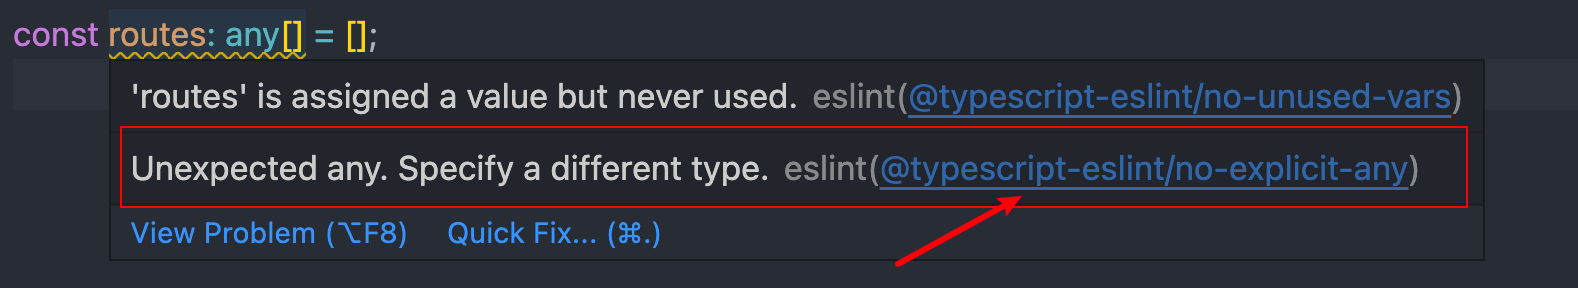 const routes: any[] = [];
'routes' is assigned a value but never used. eslint(@typescript-eslint/no-unused-vars)
Unexpected any. Specify a different type. eslint(@typescript-eslint/no-explicit-any)
View Problem (⌥F8) Quick Fix... (⌘.)